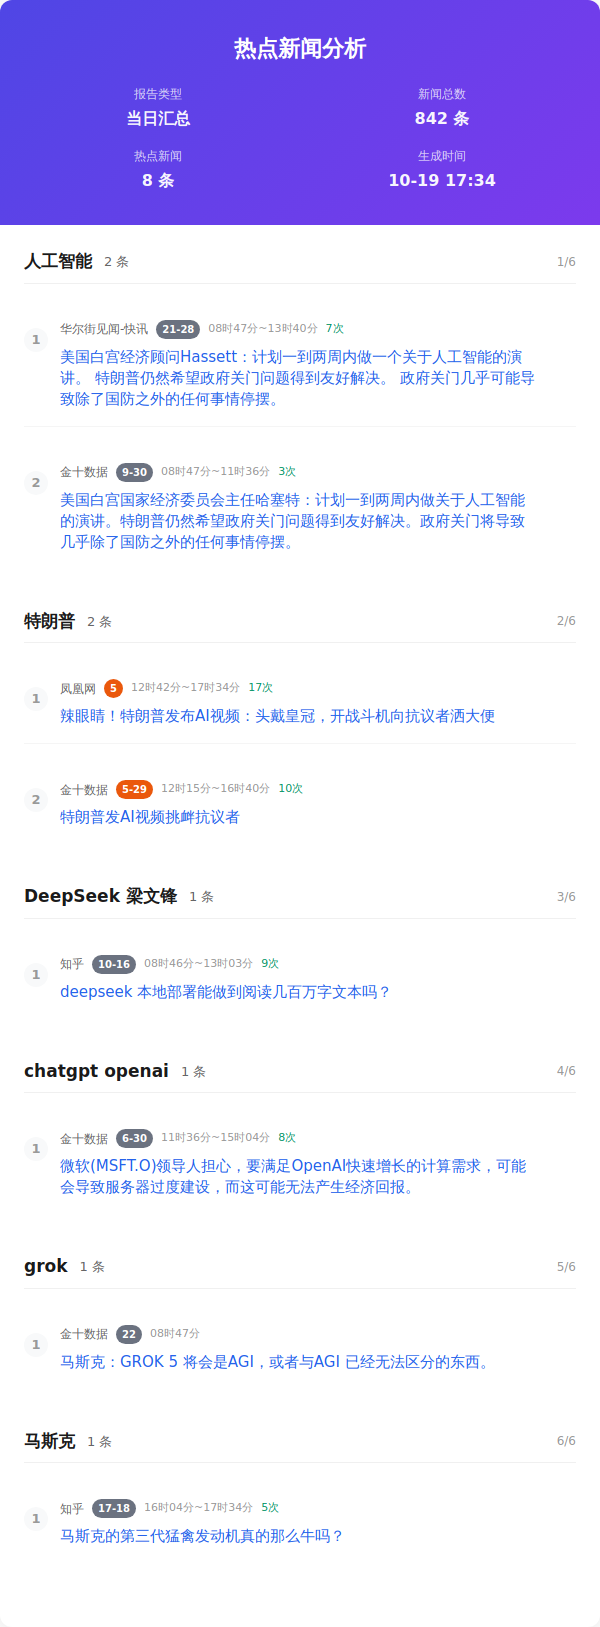 热点新闻分析
报告类型
新闻总数
当日汇总
842 条
热点新闻
生成时间
8 条
10-19 17:34
人工智能 2 条 1/6
1 华尔街见闻-快讯 21-28 08时47分~13时40分 7次
美国白宫经济顾问Hassett：计划一到两周内做一个关于人工智能的演
讲。 特朗普仍然希望政府关门问题得到友好解决。 政府关门几乎可能导
致除了国防之外的任何事情停摆。
2 金十数据 9-30 08时47分~11时36分 3次
美国白宫国家经济委员会主任哈塞特：计划一到两周内做关于人工智能
的演讲。特朗普仍然希望政府关门问题得到友好解决。政府关门将导致
几乎除了国防之外的任何事情停摆。
特朗普 2 条 2/6
1 凤凰网 5 12时42分~17时34分 17次
辣眼睛！特朗普发布AI视频：头戴皇冠，开战斗机向抗议者洒大便
2 金十数据 5-29 12时15分~16时40分 10次
特朗普发AI视频挑衅抗议者
DeepSeek 梁文锋 1 条 3/6
1 知乎 10-16 08时46分~13时03分 9次
deepseek 本地部署能做到阅读几百万字文本吗？
chatgpt openai 1 条 4/6
1 金十数据 6-30 11时36分~15时04分 8次
微软(MSFT.O)领导人担心，要满足OpenAI快速增长的计算需求，可能
会导致服务器过度建设，而这可能无法产生经济回报。
grok 1 条 5/6
1 金十数据 22 08时47分
马斯克：GROK 5 将会是AGI，或者与AGI 已经无法区分的东西。
马斯克 1 条 6/6
1 知乎 17-18 16时04分~17时34分 5次
马斯克的第三代猛禽发动机真的那么牛吗？